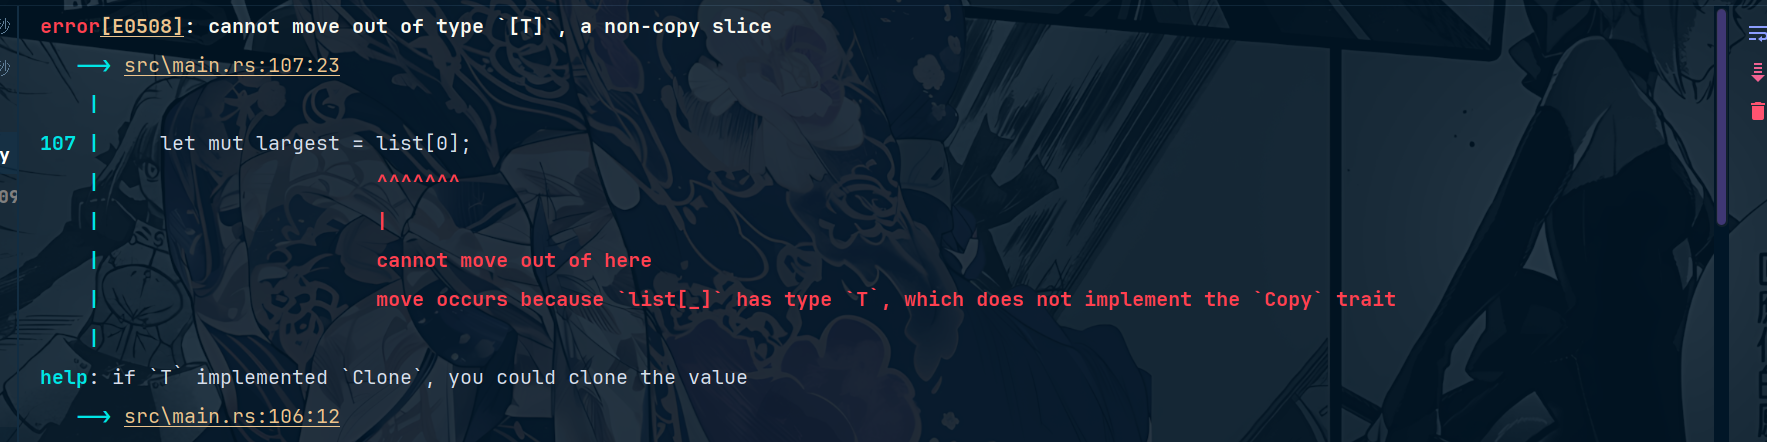 error[E0508]: cannot move out of type `[T]`, a non-copy slice
--> src\main.rs:107:23
|
107 | let mut largest = list[0];
| ^^^^^^^
| |
| cannot move out of here
| move occurs because `list[_]` has type `T`, which does not implement the `Copy` trait
|
help: if `T` implemented `Clone`, you could clone the value
--> src\main.rs:106:12